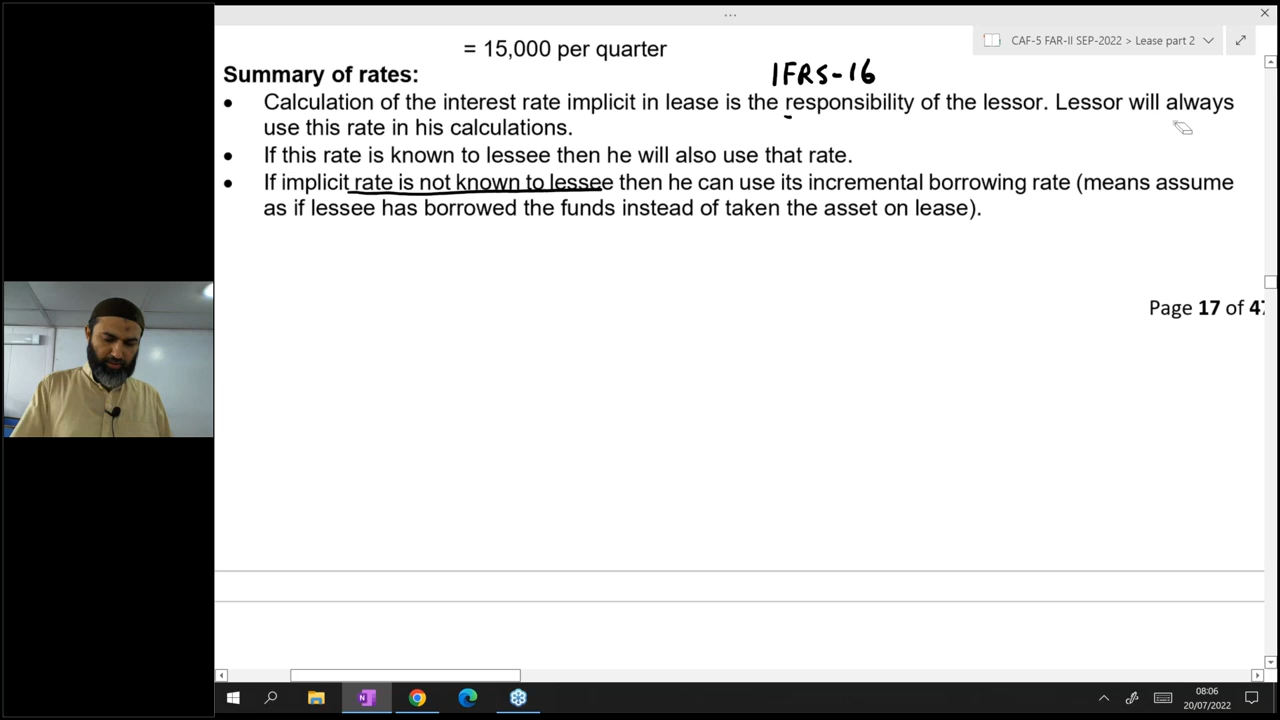 = 15,000 per quarter
CAF-5 FAR-II SEP-2022 > Lease part 2
Summary of rates:
IFRS-16
• Calculation of the interest rate implicit in lease is the responsibility of the lessor. Lessor will always
use this rate in his calculations.
• If this rate is known to lessee then he will also use that rate.
• If implicit rate is not known to lessee then he can use its incremental borrowing rate (means assume
as if lessee has borrowed the funds instead of taken the asset on lease).
Page 17 of 47
08:06
20/07/2022